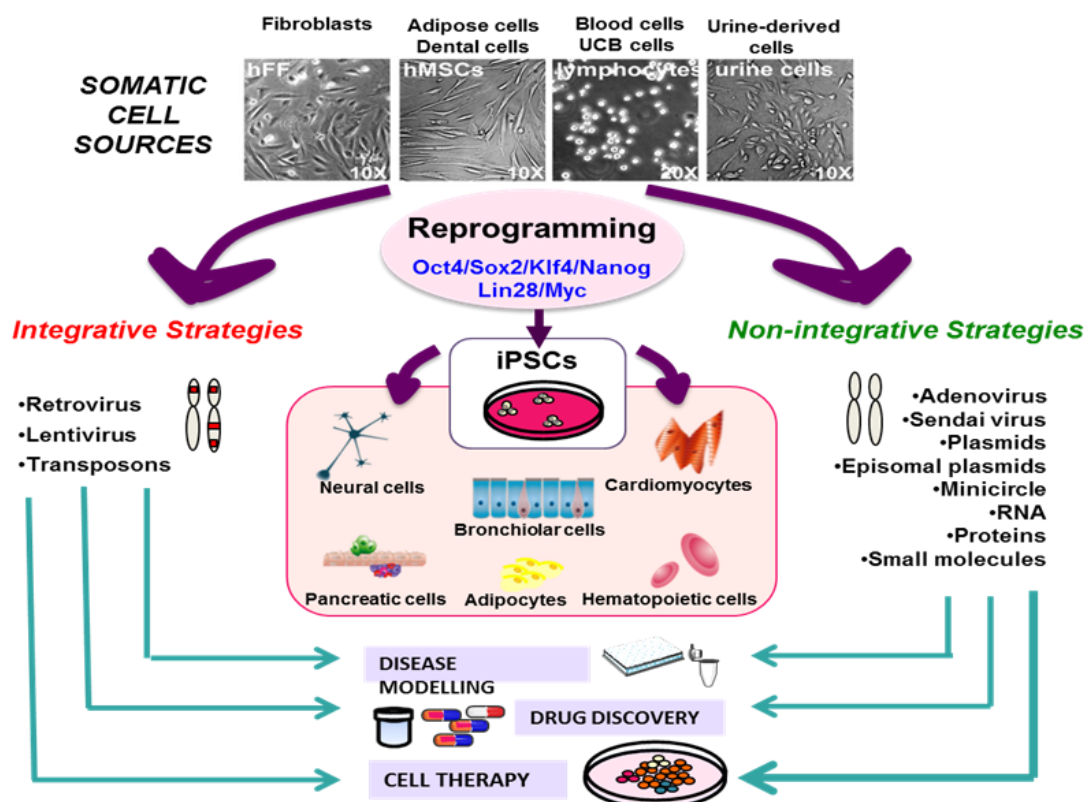 Fibroblasts
Adipose cells
Dental cells
Blood cells
UCB cells
Urine-derived
cells
SOMATIC
CELL
SOURCES
hFF
10X
hMSCs
10X
lymphocytes
20X
urine cells
10X
Reprogramming
Oct4/Sox2/Klf4/Nanog
Lin28/Myc
Integrative Strategies
•Retrovirus
•Lentivirus
•Transposons
Non-integrative Strategies
•Adenovirus
•Sendai virus
•Plasmids
•Episomal plasmids
•Minicircle
•RNA
•Proteins
•Small molecules
iPSCs
Neural cells
Cardiomyocytes
Bronchiolar cells
Pancreatic cells
Adipocytes
Hematopoietic cells
DISEASE
MODELLING
DRUG DISCOVERY
CELL THERAPY